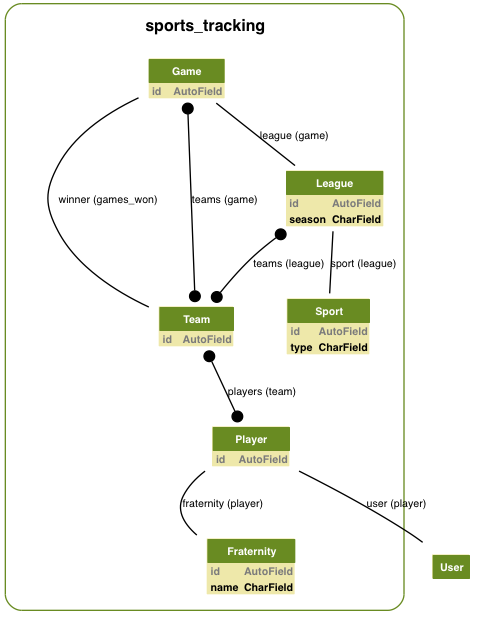 sports_tracking
Game
id AutoField
league (game)
League
id AutoField
season CharField
winner (games_won)
teams (game)
teams (league)
sport (league)
Team
id AutoField
Sport
id AutoField
type CharField
players (team)
Player
id AutoField
fraternity (player)
user (player)
Fraternity
id AutoField
name CharField
User